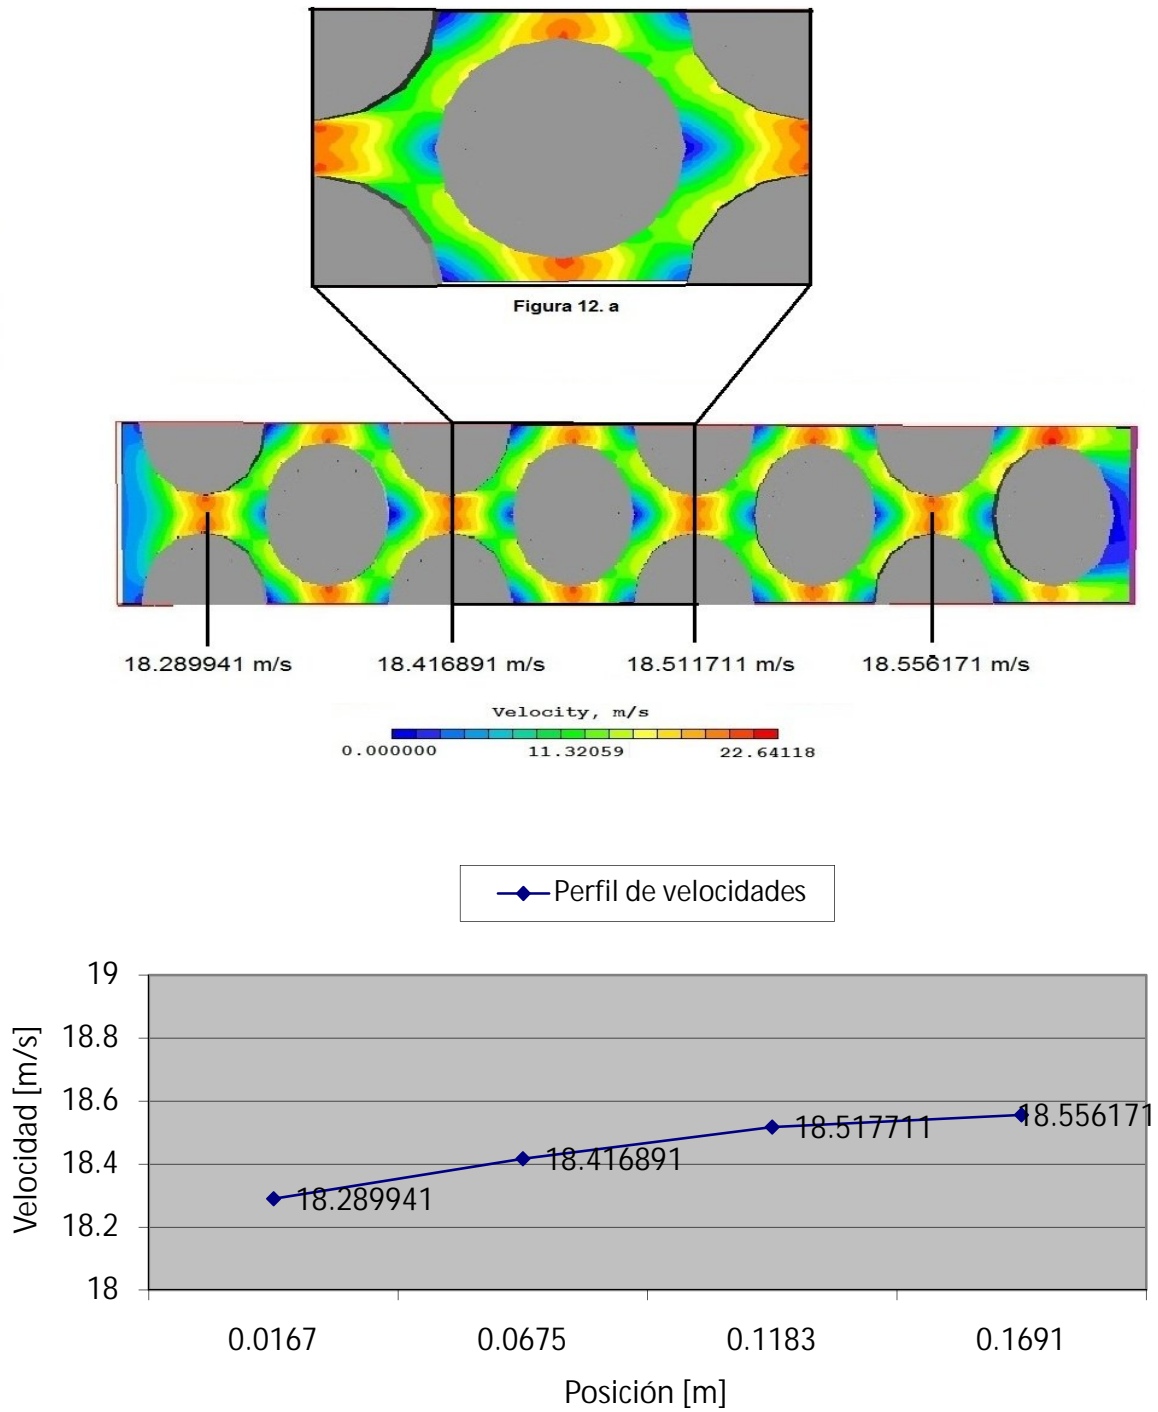 Figura 12. a
18.289941 m/s 18.416891 m/s 18.511711 m/s 18.556171 m/s
Velocity, m/s
0.000000 11.32059 22.64118
Perfil de velocidades
Velocidad [m/s]
19
18.8
18.6
18.4
18.2
18
18.289941
18.416891
18.517711
18.556171
0.0167 0.0675 0.1183 0.1691
Posición [m]